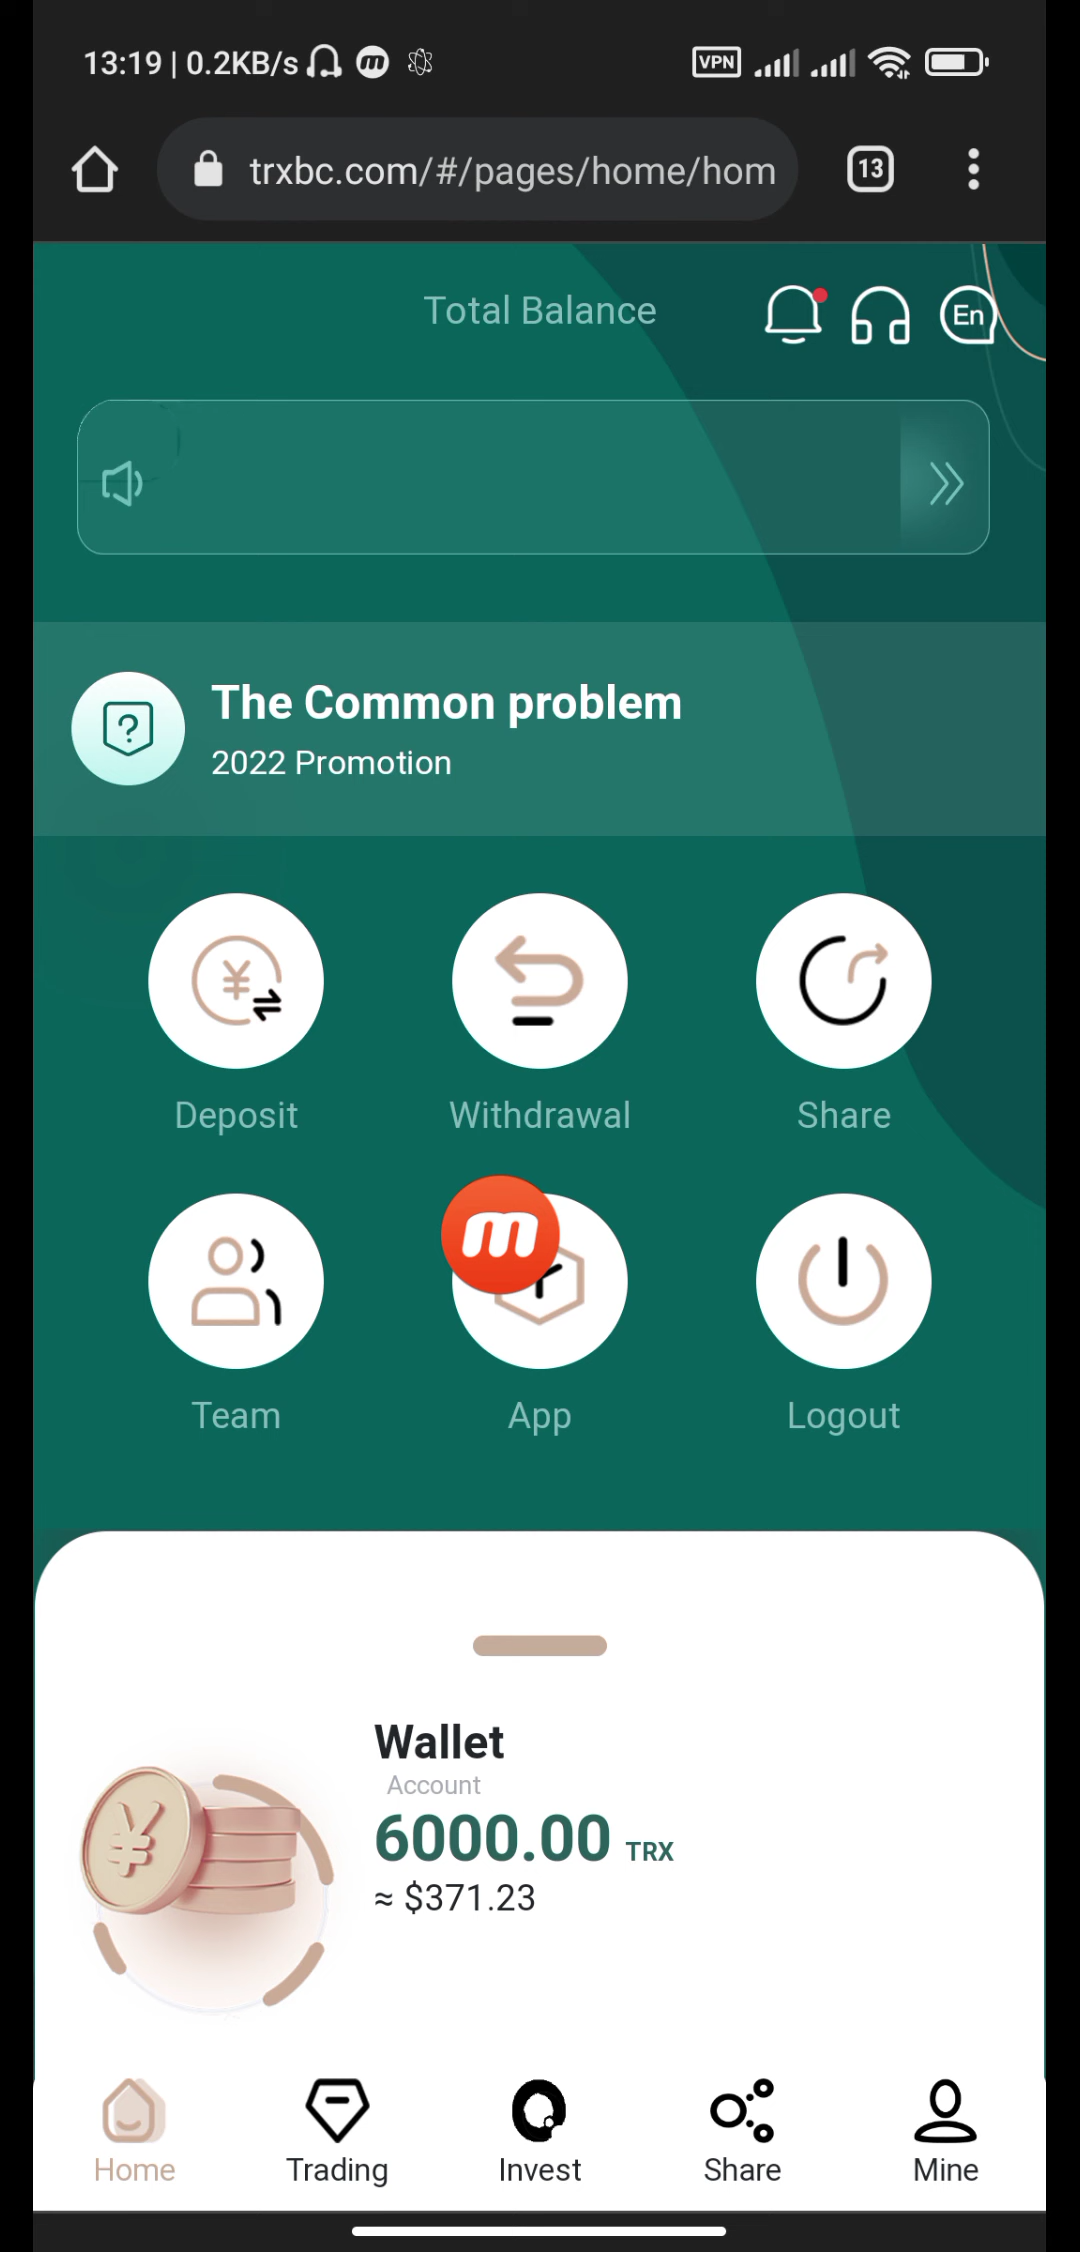 13:19 | 0.2KB/s m VPN
trxbc.com/#/pages/home/hom 13
Total Balance
En
The Common problem
2022 Promotion
Deposit Withdrawal Share
m
Team App Logout
Wallet
Account
6000.00 TRX
≈ $371.23
Home Trading Invest Share Mine